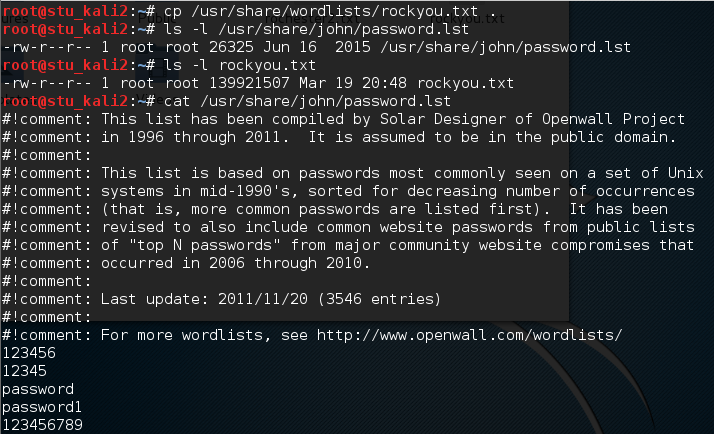 root@stu_kali2:~# cp /usr/share/wordlists/rockyou.txt .
root@stu_kali2:~# ls -l /usr/share/john/password.lst
-rw-r--r-- 1 root root 26325 Jun 16  2015 /usr/share/john/password.lst
root@stu_kali2:~# ls -l rockyou.txt
-rw-r--r-- 1 root root 139921507 Mar 19 20:48 rockyou.txt
root@stu_kali2:~# cat /usr/share/john/password.lst
#!comment: This list has been compiled by Solar Designer of Openwall Project
#!comment: in 1996 through 2011.  It is assumed to be in the public domain.
#!comment:
#!comment: This list is based on passwords most commonly seen on a set of Unix
#!comment: systems in mid-1990's, sorted for decreasing number of occurrences
#!comment: (that is, more common passwords are listed first).  It has been
#!comment: revised to also include common website passwords from public lists
#!comment: of "top N passwords" from major community website compromises that
#!comment: occurred in 2006 through 2010.
#!comment:
#!comment: Last update: 2011/11/20 (3546 entries)
#!comment:
#!comment: For more wordlists, see http://www.openwall.com/wordlists/
123456
12345
password
password1
123456789